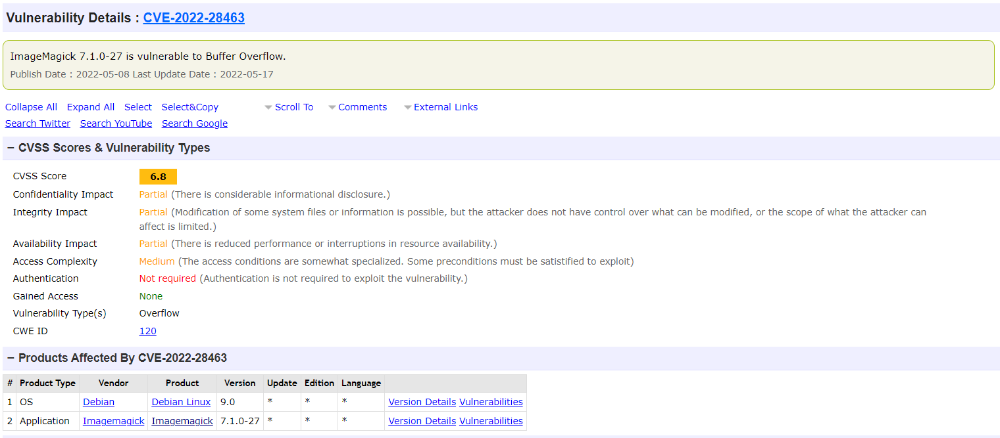 Vulnerability Details : CVE-2022-28463
ImageMagick 7.1.0-27 is vulnerable to Buffer Overflow.
Publish Date : 2022-05-08 Last Update Date : 2022-05-17
Collapse All Expand All Select Select&Copy Scroll To Comments External Links
Search Twitter Search YouTube Search Google
− CVSS Scores & Vulnerability Types
CVSS Score 6.8
Confidentiality Impact Partial (There is considerable informational disclosure.)
Integrity Impact Partial (Modification of some system files or information is possible, but the attacker does not have control over what can be modified, or the scope of what the attacker can
affect is limited.)
Availability Impact Partial (There is reduced performance or interruptions in resource availability.)
Access Complexity Medium (The access conditions are somewhat specialized. Some preconditions must be satistified to exploit)
Authentication Not required (Authentication is not required to exploit the vulnerability.)
Gained Access None
Vulnerability Type(s) Overflow
CWE ID 120
− Products Affected By CVE-2022-28463
# Product Type Vendor Product Version Update Edition Language
1 OS Debian Debian Linux 9.0 * * * Version Details Vulnerabilities
2 Application Imagemagick Imagemagick 7.1.0-27 * * * Version Details Vulnerabilities